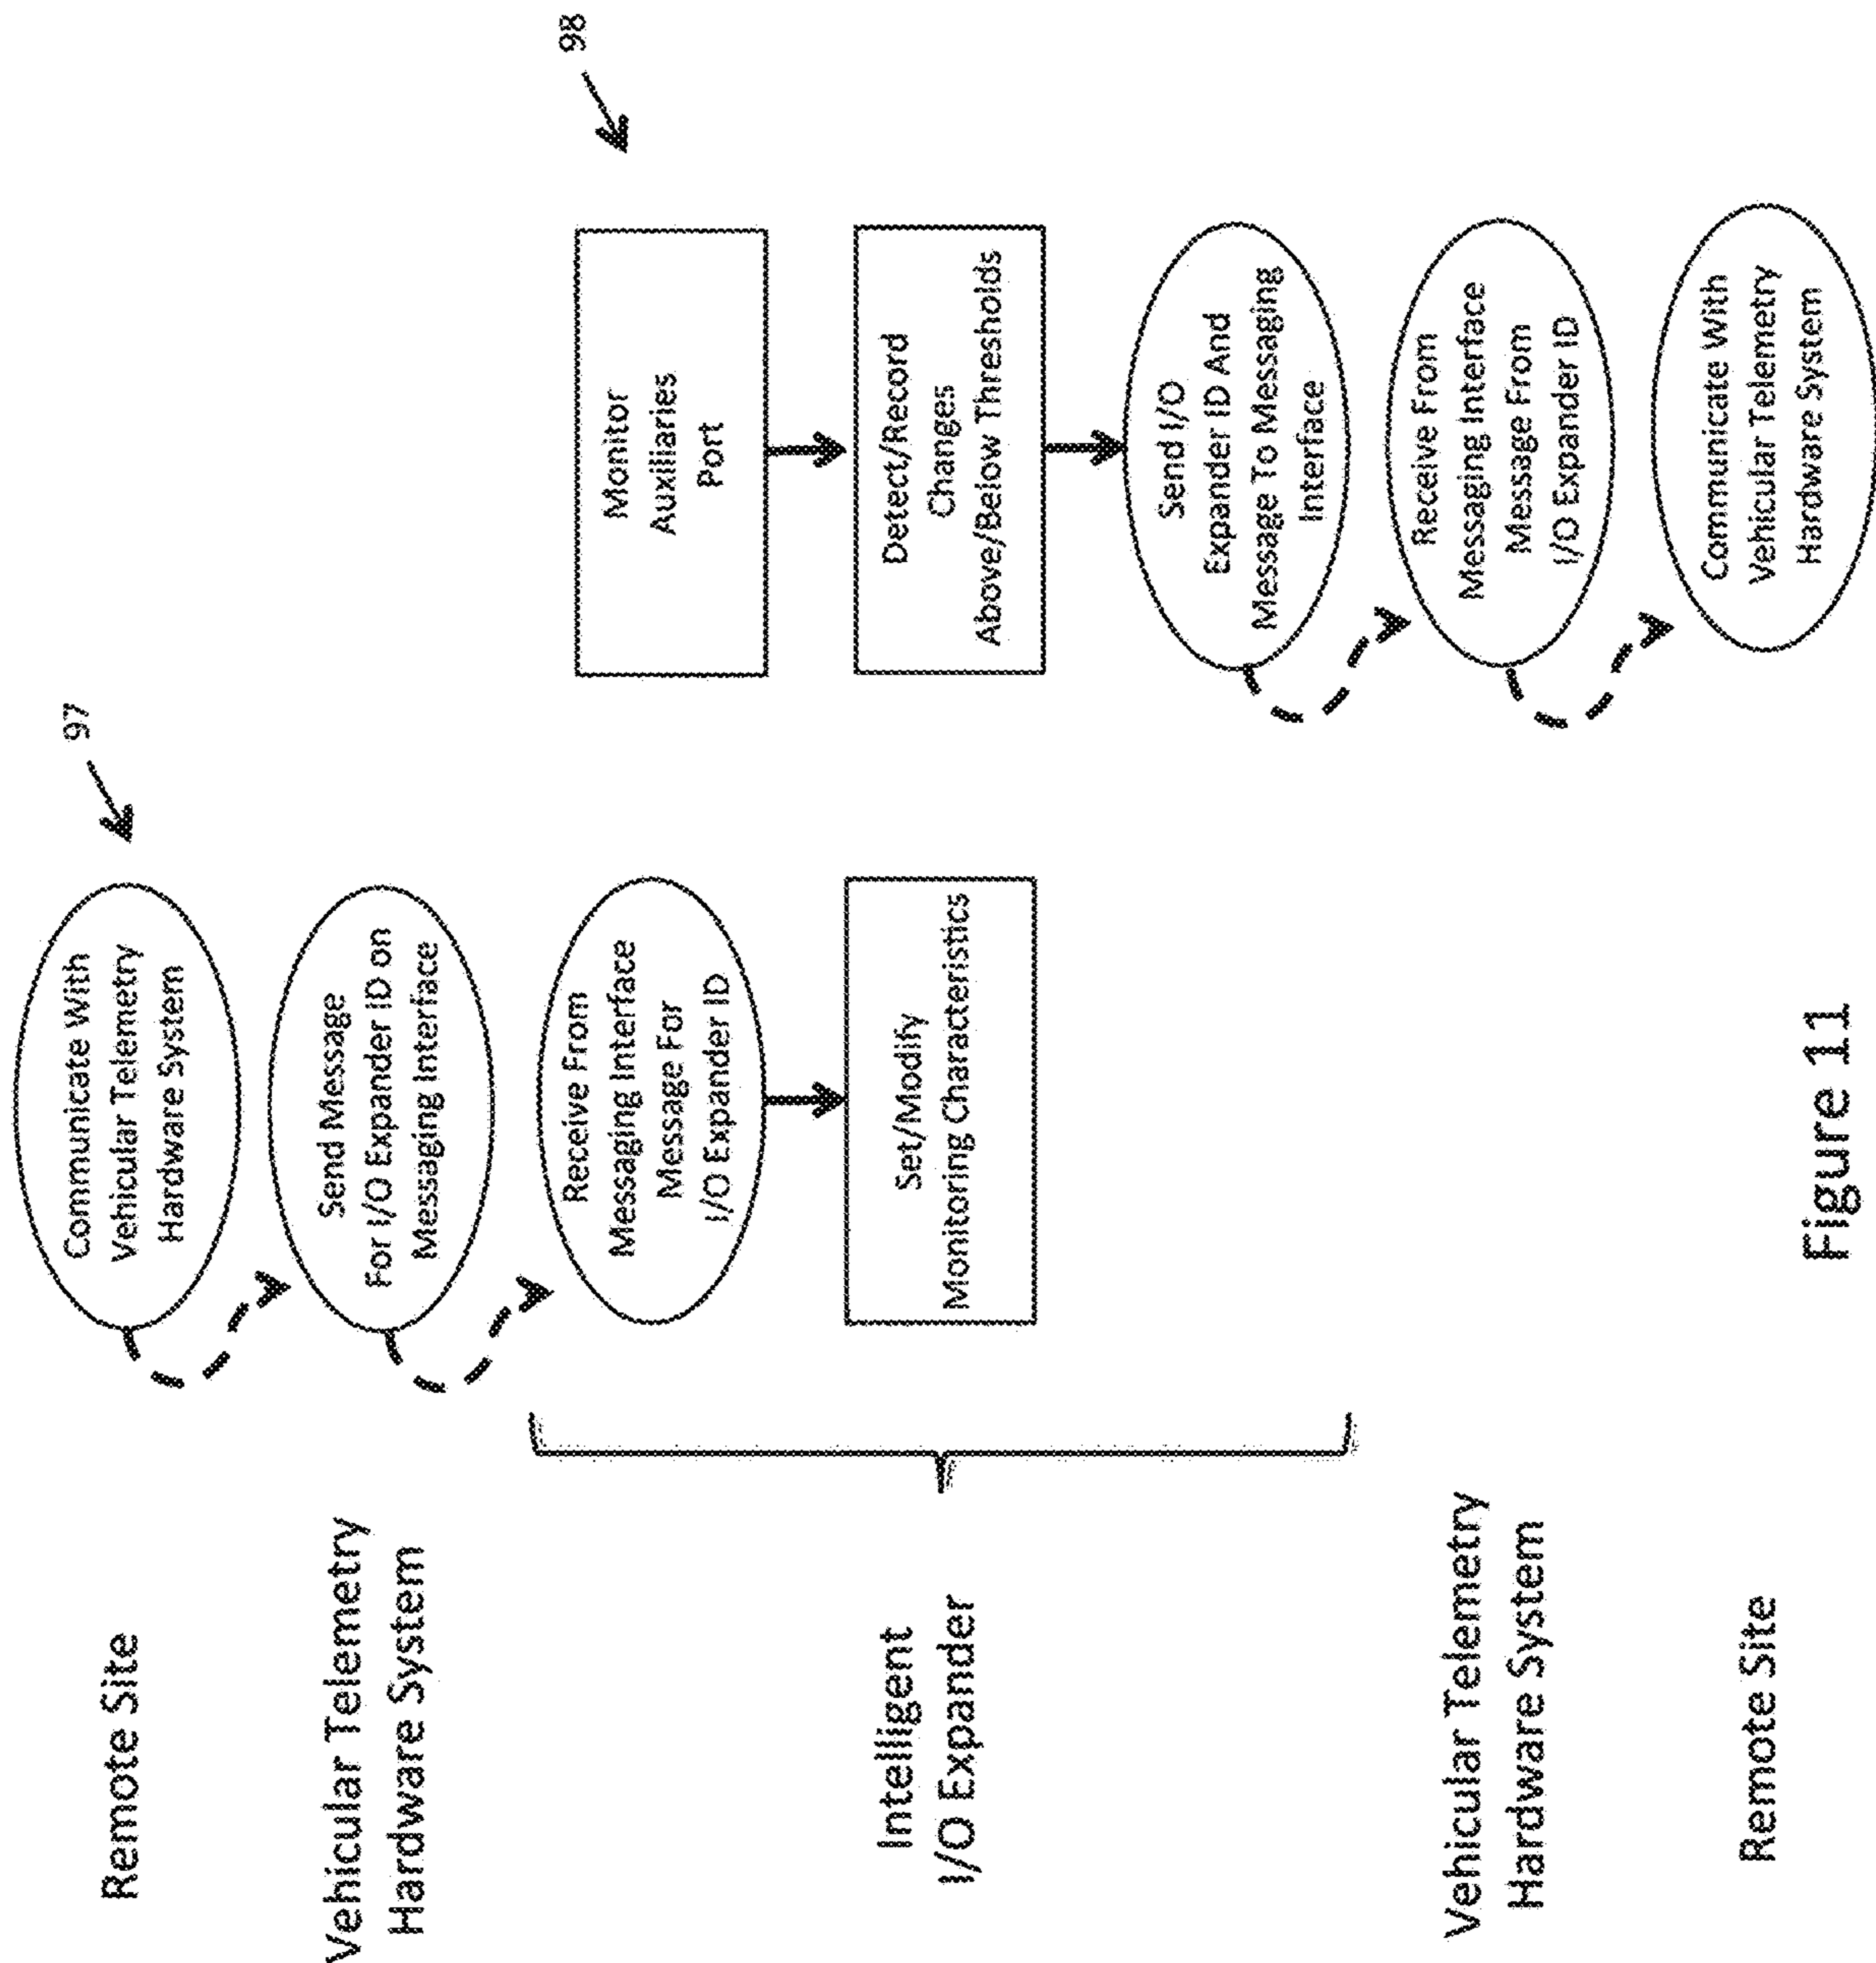 97
98
Remote Site
Communicate With
Vehicular Telemetry
Hardware System
Vehicular Telemetry
Hardware System
Send Message
For I/O Expander ID on
Messaging Interface
Intelligent
I/O Expander
Receive From
Messaging Interface
Message For
I/O Expander ID
Set/Modify
Monitoring Characteristics
Monitor
Auxiliaries
Port
Detect/Record
Changes
Above/Below Thresholds
Send I/O
Expander ID And
Message To Messaging
Interface
Vehicular Telemetry
Hardware System
Receive From
Messaging Interface
Message From
I/O Expander ID
Remote Site
Communicate With
Vehicular Telemetry
Hardware System
Figure 11